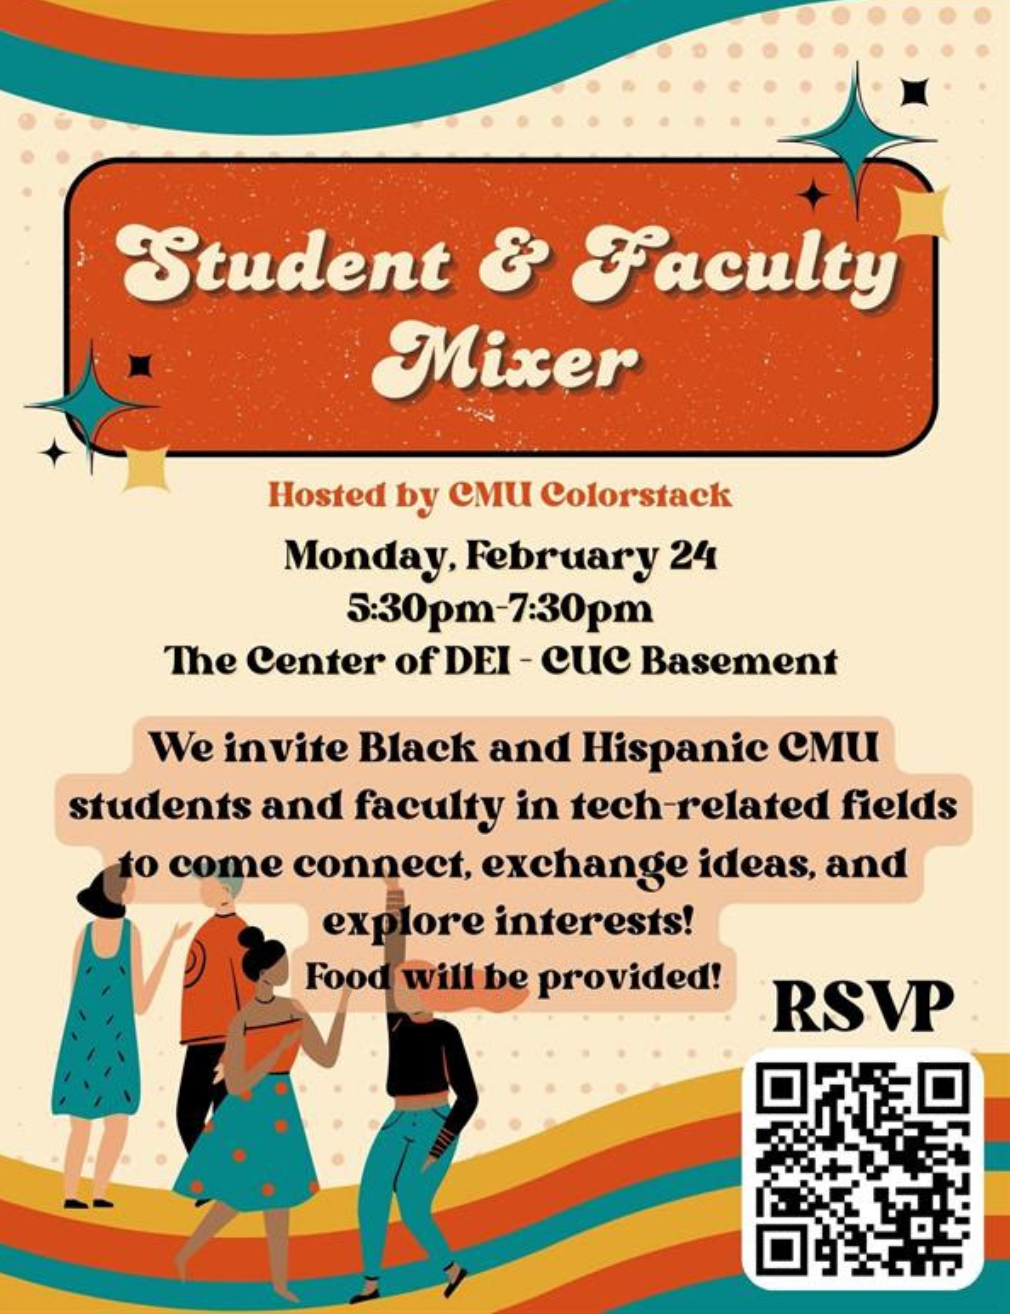 Student & Faculty
Mixer
Hosted by CMU Colorstack
Monday, February 24
5:30pm-7:30pm
The Center of DEI - CUC Basement
We invite Black and Hispanic CMU
students and faculty in tech-related fields
to come connect, exchange ideas, and
explore interests!
Food will be provided!
RSVP